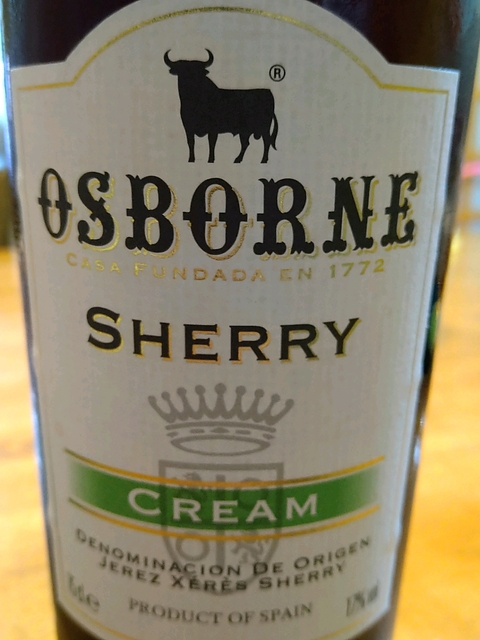 ®
OSBORNE
CASA FUNDADA EN 1772
SHERRY
CREAM
DENOMINACION DE ORIGEN
JEREZ XÉRÈS SHERRY
PRODUCT OF SPAIN